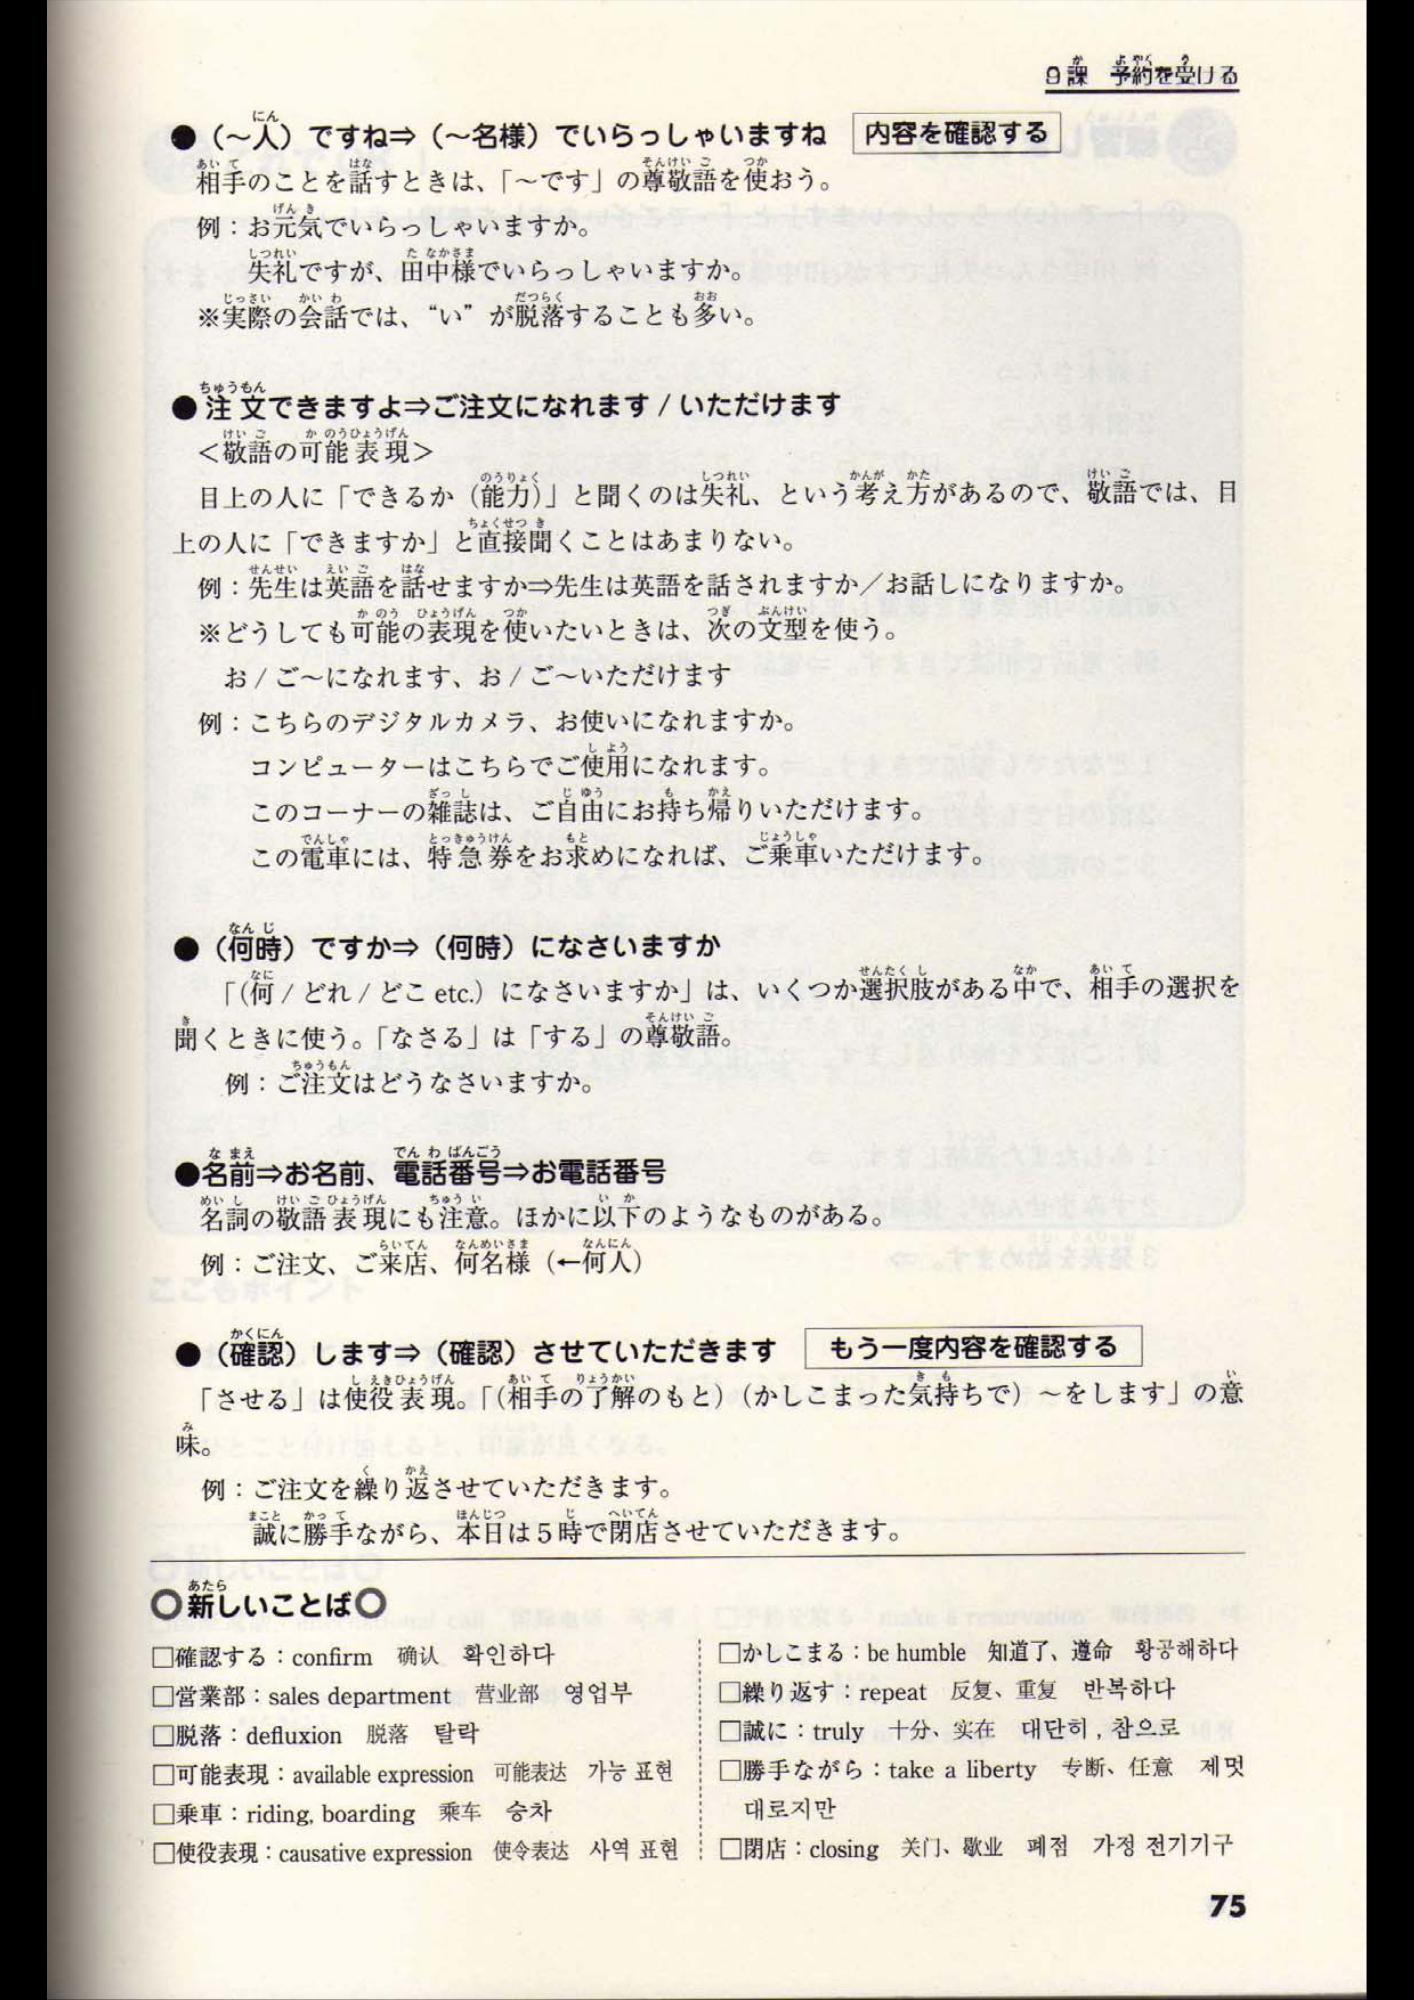 9課 予約を受ける
●（～人）ですね⇒（～名様）でいらっしゃいますね 内容を確認する
相手のことを話すときは、「～です」の尊敬語を使おう。
例：お元気でいらっしゃいますか。
失礼ですが、田中様でいらっしゃいますか。
※実際の会話では、“い”が脱落することも多い。
●注文できますよ⇒ご注文になれます / いただけます
＜敬語の可能表現＞
目上の人に「できるか（能力）」と聞くのは失礼、という考え方があるので、敬語では、目
上の人に「できますか」と直接聞くことはあまりない。
例：先生は英語を話せますか⇒先生は英語を話されますか／お話しになりますか。
※どうしても可能の表現を使いたいときは、次の文型を使う。
お / ご～になれます、お / ご～いただけます
例：こちらのデジタルカメラ、お使いになれますか。
コンピューターはこちらでご使用になれます。
このコーナーの雑誌は、ご自由にお持ち帰りいただけます。
この電車には、特急券をお求めになれば、ご乗車いただけます。
●（何時）ですか⇒（何時）になさいますか
「（何 / どれ / どこ etc.）になさいますか」は、いくつか選択肢がある中で、相手の選択を
聞くときに使う。「なさる」は「する」の尊敬語。
例：ご注文はどうなさいますか。
●名前⇒お名前、電話番号⇒お電話番号
名詞の敬語表現にも注意。ほかに以下のようなものがある。
例：ご注文、ご来店、何名様（←何人）
●（確認）します⇒（確認）させていただきます もう一度内容を確認する
「させる」は使役表現。「（相手の了解のもと）（かしこまった気持ちで）～をします」の意
味。
例：ご注文を繰り返させていただきます。
誠に勝手ながら、本日は５時で閉店させていただきます。
○新しいことば○
□確認する：confirm 确认 확인하다
□営業部：sales department 营业部 영업부
□脱落：defluxion 脱落 탈락
□可能表現：available expression 可能表达 가능 표현
□乗車：riding, boarding 乘车 승차
□使役表現：causative expression 使令表达 사역 표현
□かしこまる：be humble 知道了、遵命 황공해하다
□繰り返す：repeat 反复、重复 반복하다
□誠に：truly 十分、实在 대단히 , 참으로
□勝手ながら：take a liberty 专断、任意 제멋
대로지만
□閉店：closing 关门、歇业 폐점 가정 전기기구
75